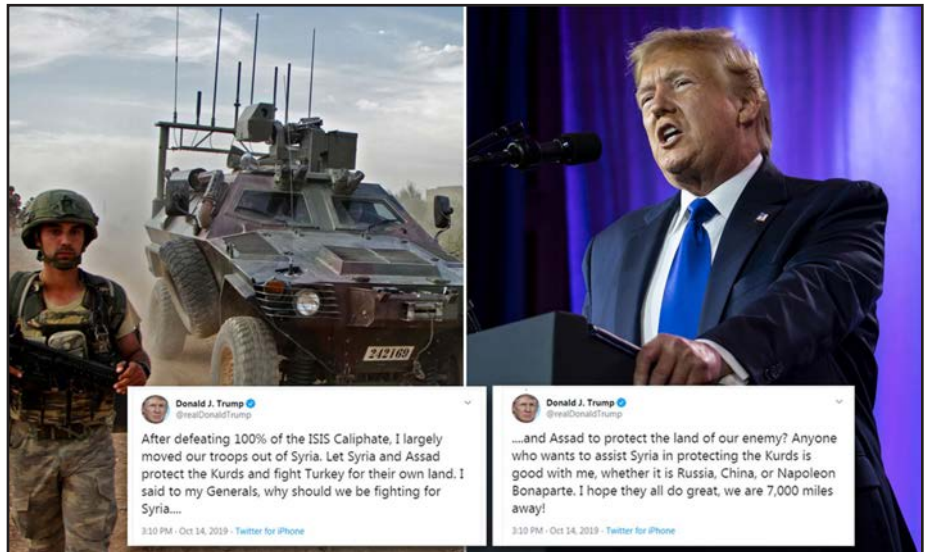 242169
Donald J. Trump
@realDonaldTrump
After defeating 100% of the ISIS Caliphate, I largely
moved our troops out of Syria. Let Syria and Assad
protect the Kurds and fight Turkey for their own land. I
said to my Generals, why should we be fighting for
Syria....
3:10 PM - Oct 14, 2019 - Twitter for iPhone
Donald J. Trump
@realDonaldTrump
....and Assad to protect the land of our enemy? Anyone
who wants to assist Syria in protecting the Kurds is
good with me, whether it is Russia, China, or Napoleon
Bonaparte. I hope they all do great, we are 7,000 miles
away!
3:10 PM - Oct 14, 2019 - Twitter for iPhone